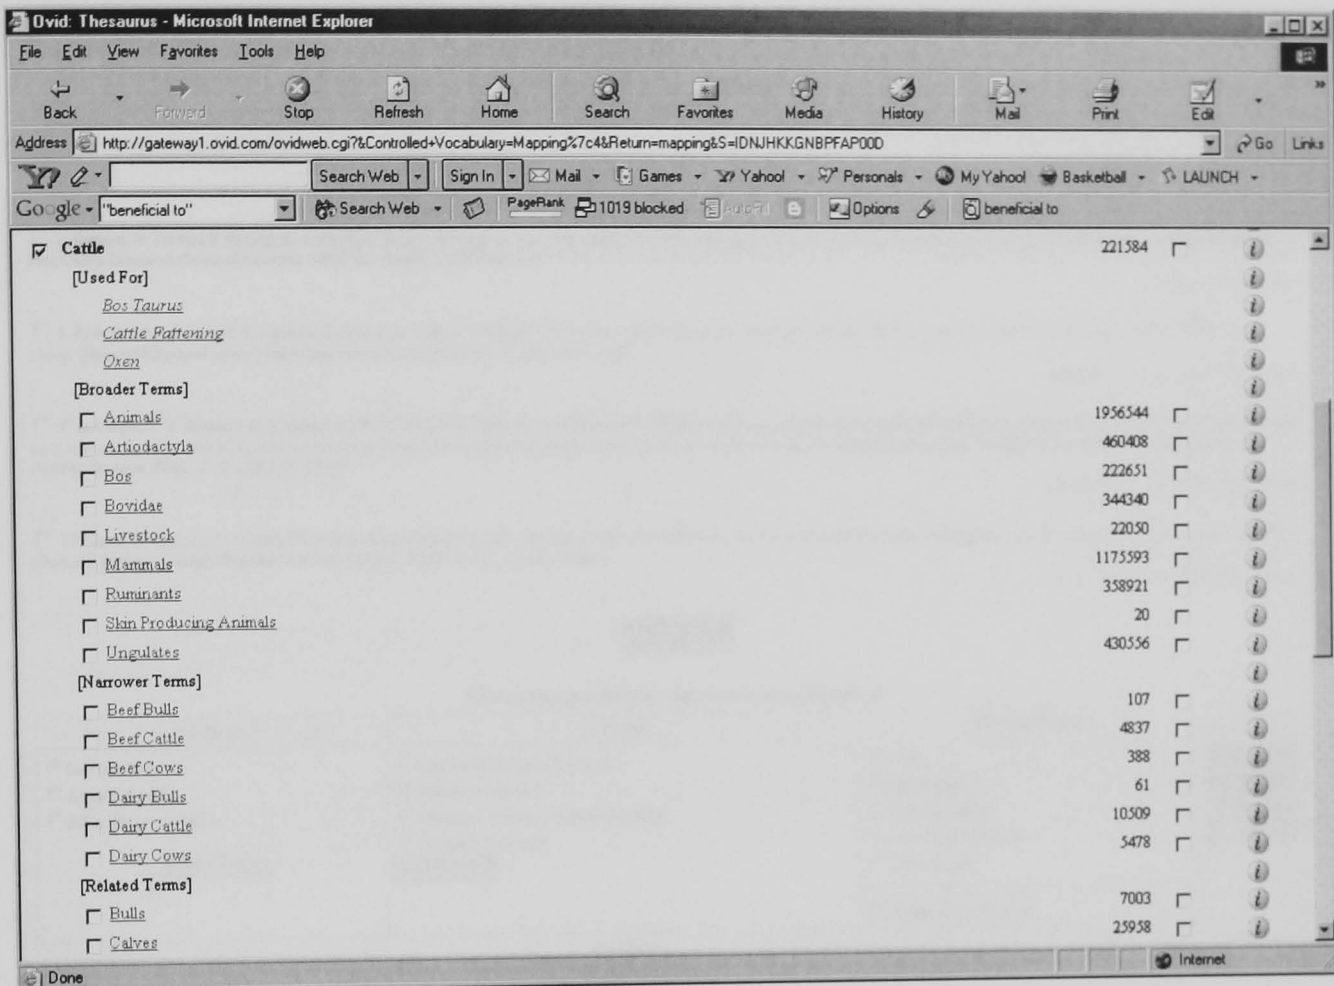 Ovid: Thesaurus - Microsoft Internet Explorer
File Edit View Favorites Tools Help
Back Forward Stop Refresh Home Search Favorites Media History Mail Print Edit
Address http://gateway1.ovid.com/ovidweb.cgi?&Controlled+Vocabulary=Mapping%7c4&Return=mapping&S=IDNJHKKGNBPFAP00D Go Links
Y? Search Web Sign In Mail Games Yahoo! Personals My Yahoo! Basketball LAUNCH
Google "beneficial to" Search Web PageRank 1019 blocked AutoFill Options beneficial to
Cattle 221584
[Used For]
Bos Taurus
Cattle Fattening
Oxen
[Broader Terms]
Animals 1956544
Artiodactyla 460408
Bos 222651
Bovidae 344340
Livestock 22050
Mammals 1175593
Ruminants 358921
Skin Producing Animals 20
Ungulates 430556
[Narrower Terms]
Beef Bulls 107
Beef Cattle 4837
Beef Cows 388
Dairy Bulls 61
Dairy Cattle 10509
Dairy Cows 5478
[Related Terms]
Bulls 7003
Calves 25958
Done Internet